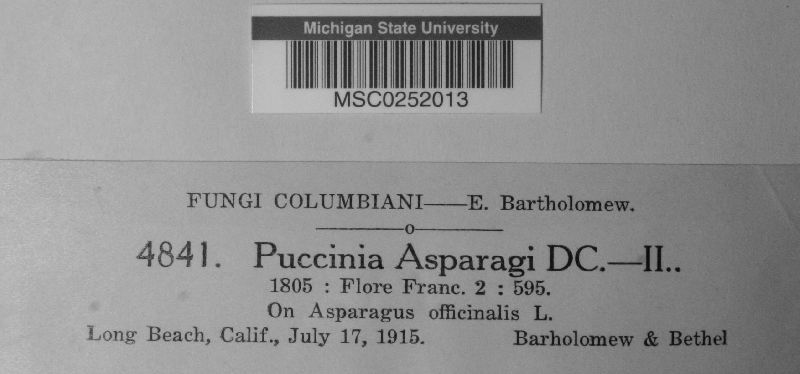 Michigan State University
MSC0252013
FUNGI COLUMBIANI——E. Bartholomew.
o
4841. Puccinia Asparagi DC.—II..
1805 : Flore Franc. 2 : 595.
On Asparagus officinalis L.
Long Beach, Calif., July 17, 1915. Barholomew & Bethel